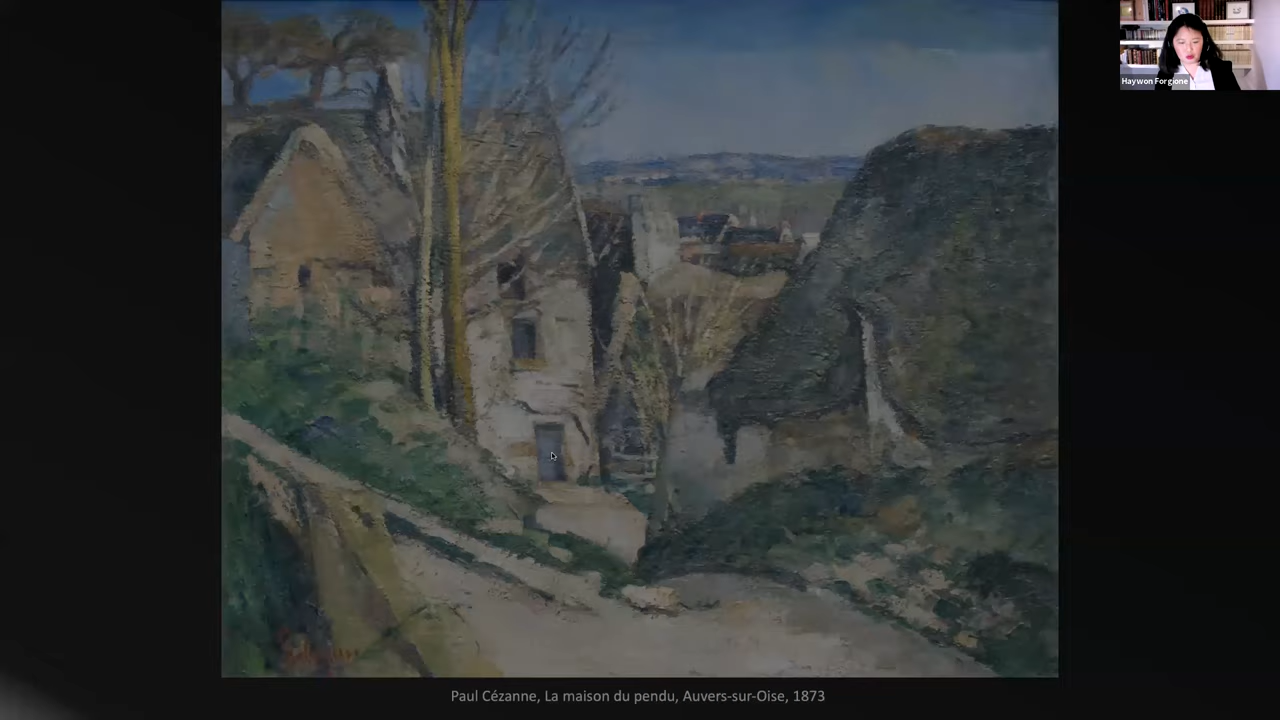 Haywon Forgione
Paul Cézanne, La maison du pendu, Auvers-sur-Oise, 1873